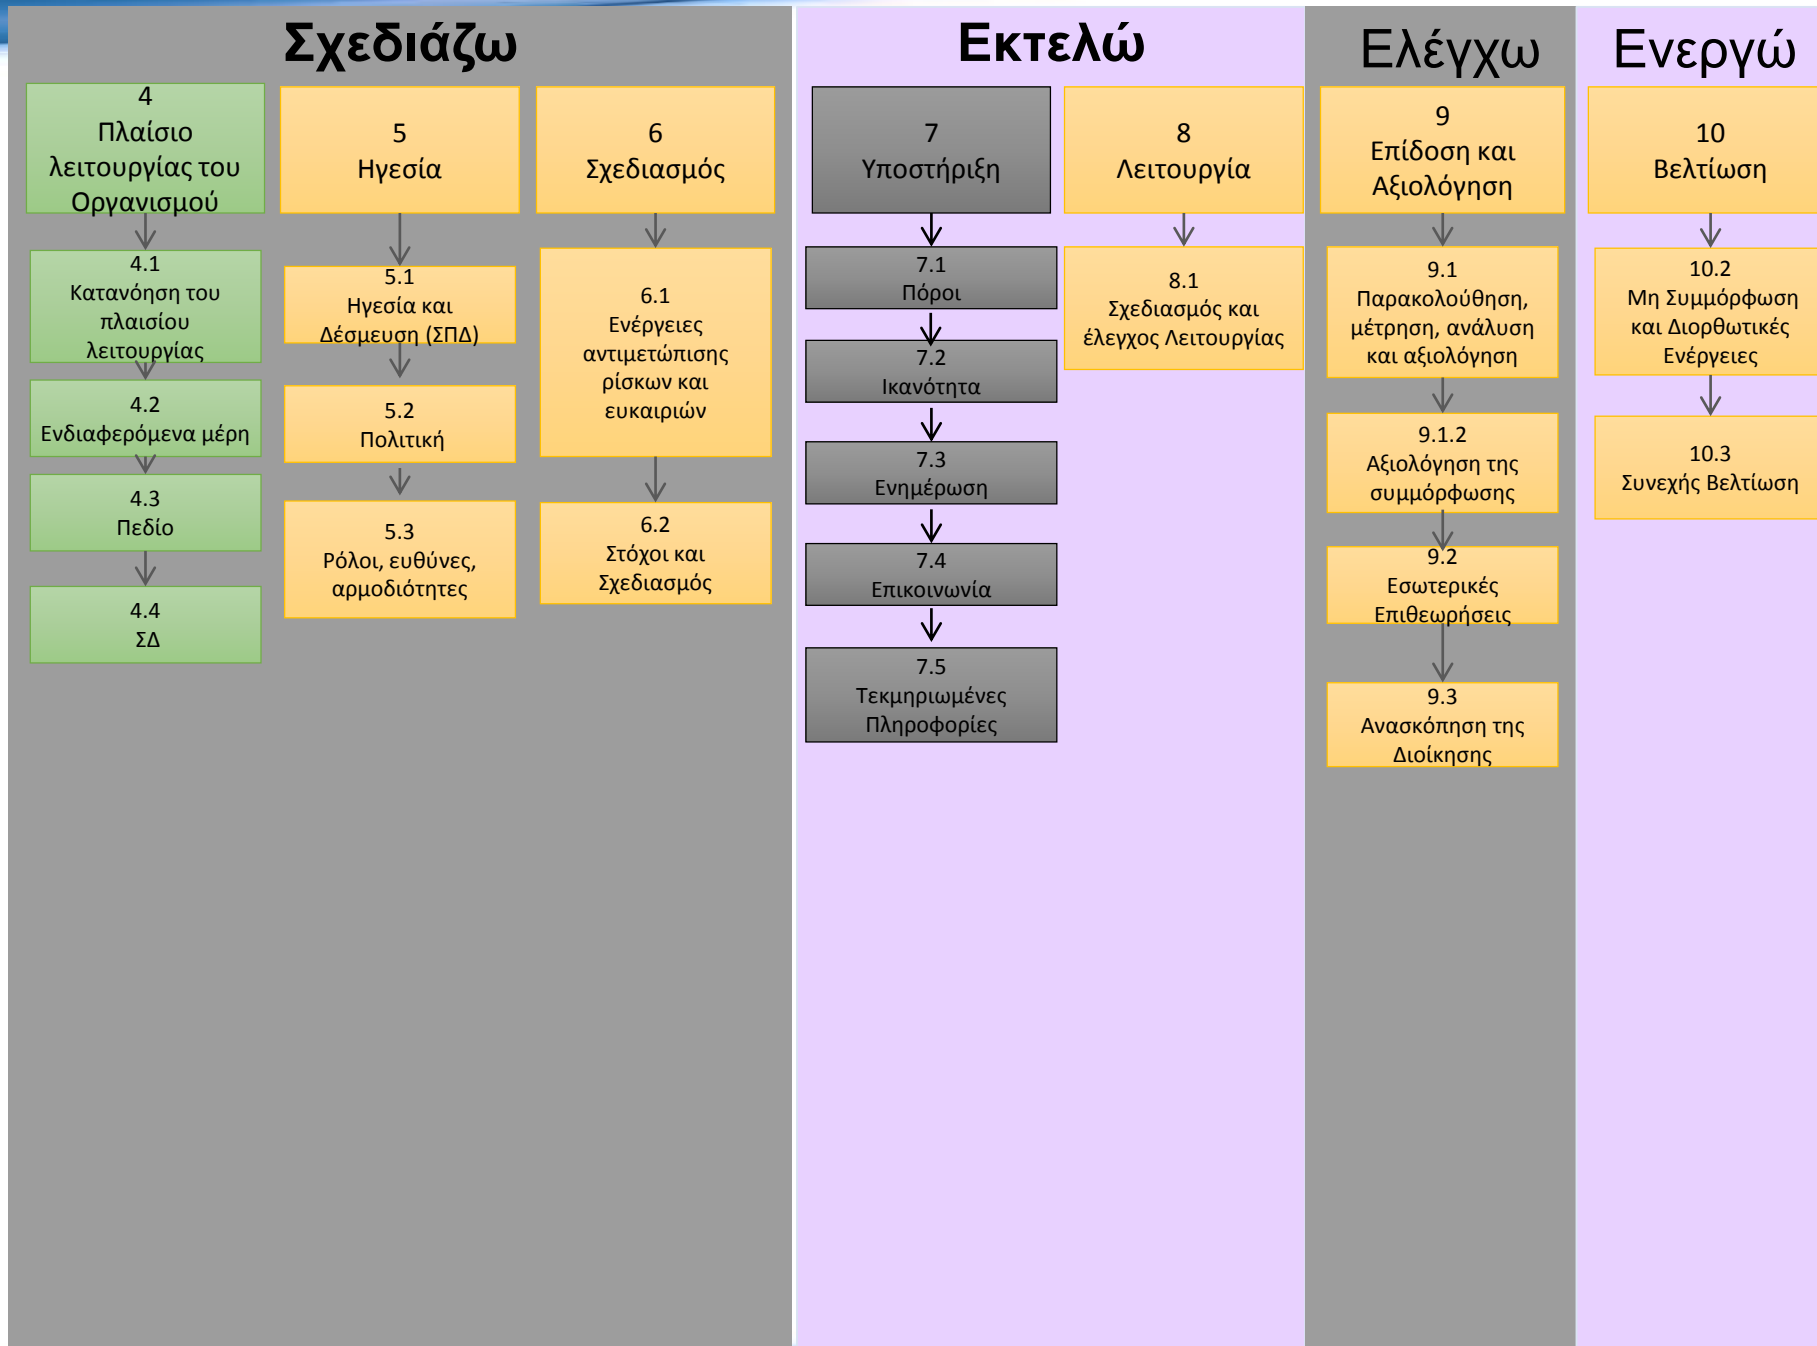 Σχεδιάζω
4
Πλαίσιο
λειτουργίας του
Οργανισμού
4.1
Κατανόηση του
πλαισίου
λειτουργίας
4.2
Ενδιαφερόμενα μέρη
4.3
Πεδίο
4.4
ΣΔ
5
Ηγεσία
5.1
Ηγεσία και
Δέσμευση (ΣΠΔ)
5.2
Πολιτική
5.3
Ρόλοι, ευθύνες,
αρμοδιότητες
6
Σχεδιασμός
6.1
Ενέργειες
αντιμετώπισης
ρίσκων και
ευκαιριών
6.2
Στόχοι και
Σχεδιασμός
Εκτελώ
7
Υποστήριξη
7.1
Πόροι
7.2
Ικανότητα
7.3
Ενημέρωση
7.4
Επικοινωνία
7.5
Τεκμηριωμένες
Πληροφορίες
8
Λειτουργία
8.1
Σχεδιασμός και
έλεγχος Λειτουργίας
Ελέγχω
9
Επίδοση και
Αξιολόγηση
9.1
Παρακολούθηση,
μέτρηση, ανάλυση
και αξιολόγηση
9.1.2
Αξιολόγηση της
συμμόρφωσης
9.2
Εσωτερικές
Επιθεωρήσεις
9.3
Ανασκόπηση της
Διοίκησης
Ενεργώ
10
Βελτίωση
10.2
Μη Συμμόρφωση
και Διορθωτικές
Ενέργειες
10.3
Συνεχής Βελτίωση